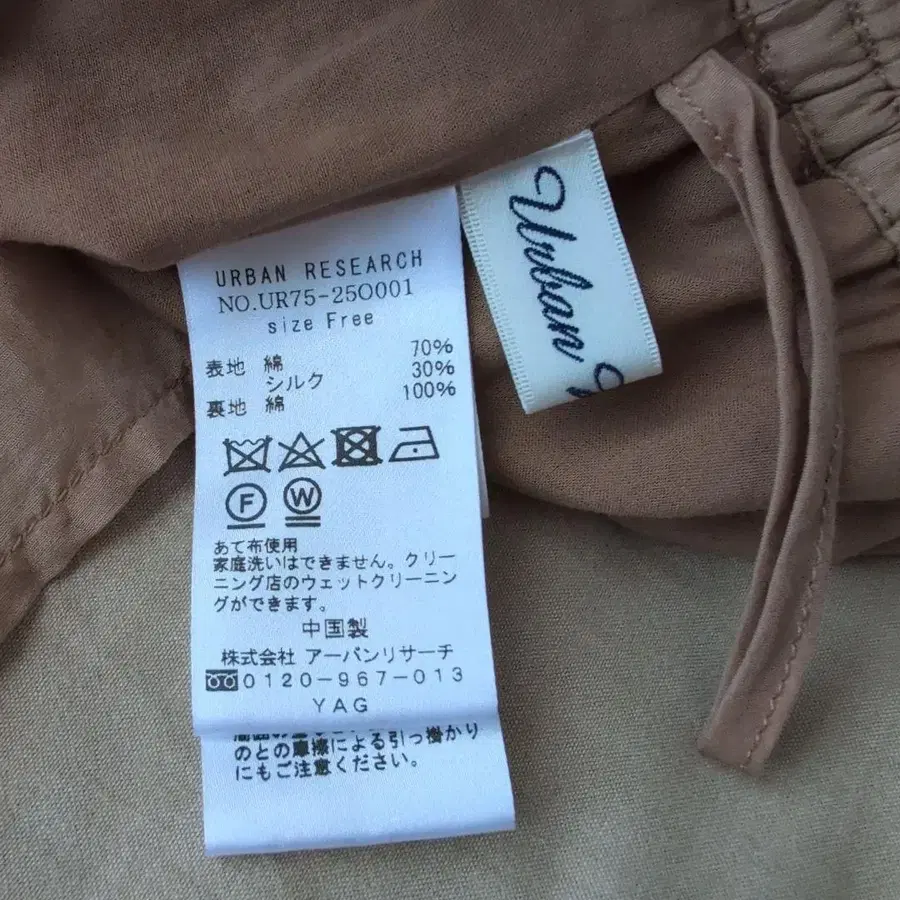 URBAN RESEARCH
NO.UR75-25O001
size Free
表地 綿 70%
シルク 30%
裏地 綿 100%
F W
あて布使用
家庭洗いはできません。クリー
ニング店のウェットクリーニン
グができます。
中国製
株式会社 アーバンリサーチ
0120-967-013
YAG
のとの摩擦による引っ掛かり
にもご注意ください。
Urban